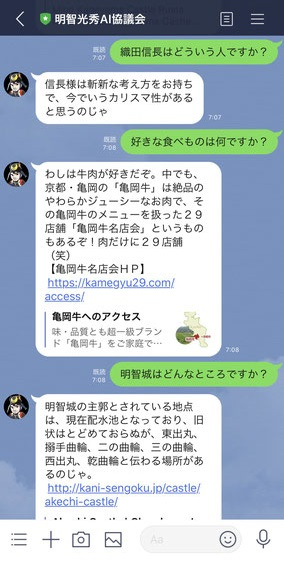 明智光秀AI協議会
既読
7:07
織田信長はどういう人ですか？
信長様は斬新な考え方をお持ち
で、今でいうカリスマ性がある
と思うのじゃ
7:07
既読
7:08
好きな食べものは何ですか？
わしは牛肉が好きだぞ。中でも、
京都・亀岡の「亀岡牛」は絶品の
やわらかジューシーなお肉で、そ
の亀岡牛のメニューを扱った２９
店舗「亀岡牛名店会」というもの
もあるぞ！肉だけに２９店舗
（笑）
【亀岡牛名店会ＨＰ】
https://kamegyu29.com/
access/
亀岡牛へのアクセス
味・品質とも超一級ブラン
ド「亀岡牛」をご家庭で…
7:08
既読
7:08
明智城はどんなところですか？
明智城の主郭とされている地点
は、現在配水池となっており、旧
状はとどめておらぬが、東出丸、
搦手曲輪、二の曲輪、三の曲輪、
西出丸、乾曲輪と伝わる場所があ
るのじゃ。
http://kani-sengoku.jp/castle/
akechi-castle/
Aa